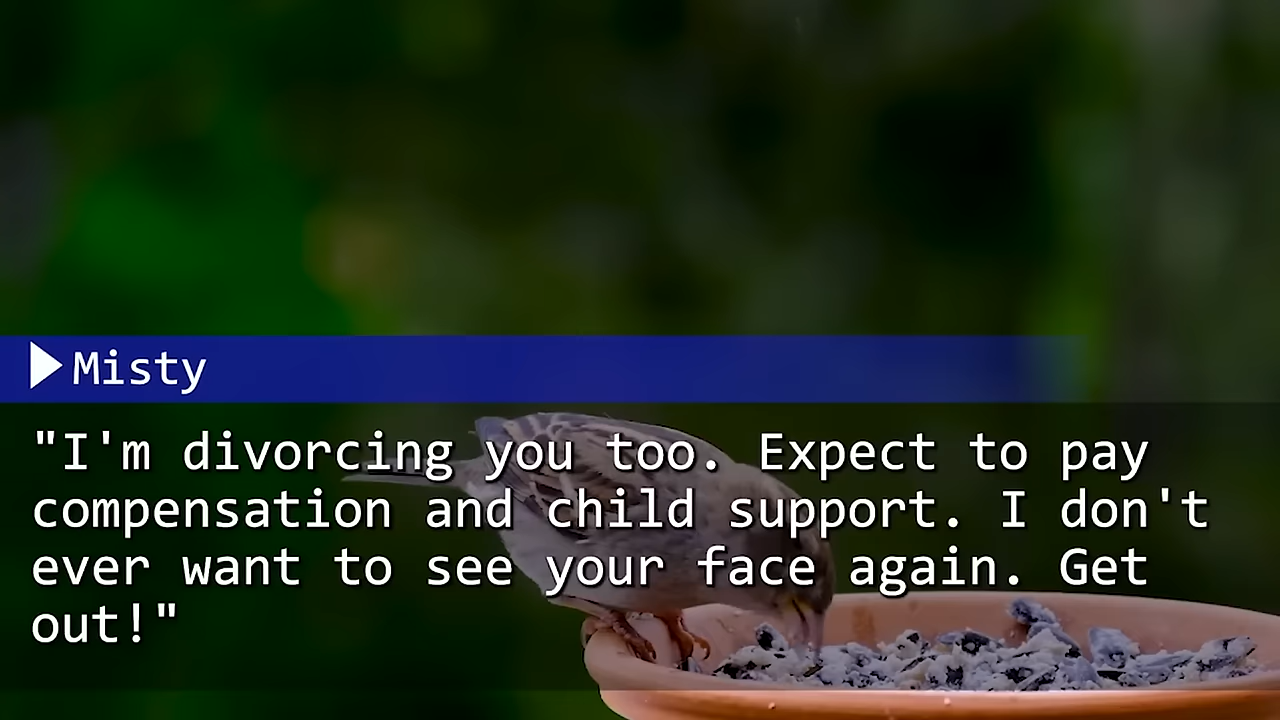 Misty
"I'm divorcing you too. Expect to pay
compensation and child support. I don't
ever want to see your face again. Get
out!"